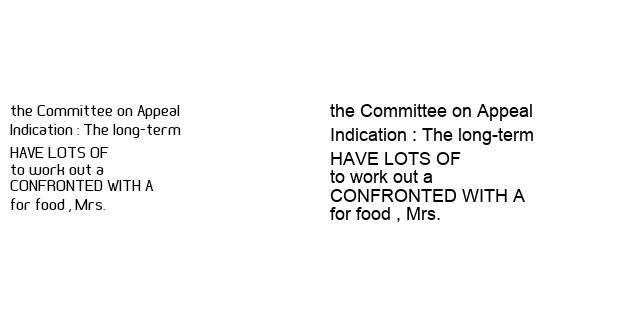 the Committee on Appeal
Indication : The long-term
HAVE LOTS OF
to work out a
CONFRONTED WITH A
for food , Mrs.
the Committee on Appeal
Indication : The long-term
HAVE LOTS OF
to work out a
CONFRONTED WITH A
for food , Mrs.